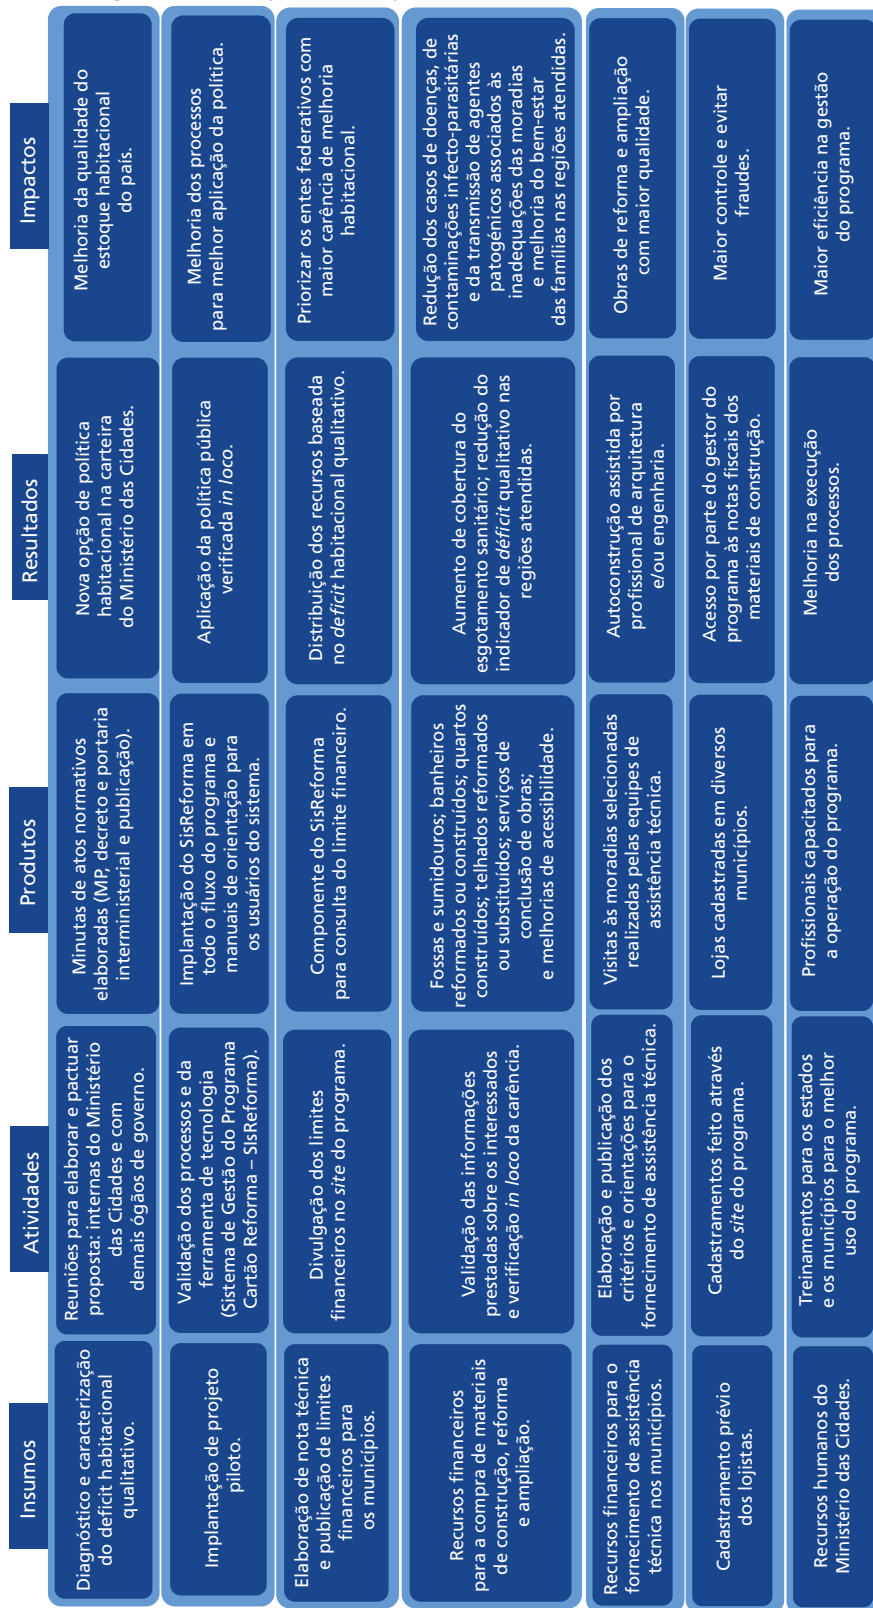 Insumos
Atividades
Produtos
Resultados
Impactos
Diagnóstico e caracterização
do deficit habitacional
qualitativo.
Reuniões para elaborar e pactuar
proposta: internas do Ministério
das Cidades e com
demais ógãos de governo.
Minutas de atos normativos
elaboradas (MP, decreto e portaria
interministerial e publicação).
Nova opção de política
habitacional na carteira
do Ministério das Cidades.
Melhoria da qualidade do
estoque habitacional
do país.
Implantação de projeto
piloto.
Validação dos processos e da
ferramenta de tecnologia
(Sistema de Gestão do Programa
Cartão Reforma – SIsReforma).
Implantação do SisReforma em
todo o fluxo do programa e
manuais de orientação para
os usuários do sistema.
Aplicação da política pública
verificada in loco.
Melhoria dos processos
para melhor aplicação da política.
Elaboração de nota técnica
e publicação de limites
financeiros para
os municípios.
Divulgação dos limites
financeiros no site do programa.
Componente do SisReforma
para consulta do limite financeiro.
Distribuição dos recursos baseada
no deficit habitacional qualitativo.
Priorizar os entes federativos com
maior carência de melhoria
habitacional.
Recursos financeiros
para a compra de materiais
de construção, reforma
e ampliação.
Validação das informações
prestadas sobre os interessados
e verificação in loco da carência.
Fossas e sumidouros; banheiros
reformados ou construídos; quartos
construídos; telhados reformados
ou substituídos; serviços de
conclusão de obras;
e melhorias de acessibilidade.
Aumento de cobertura do
esgotamento sanitário; redução do
indicador de déficit qualitativo nas
regiões atendidas.
Redução dos casos de doenças, de
contaminações infecto-parasitárias
e da transmissão de agentes
patogénicos associados às
inadequações das moradias
e melhoria do bem-estar
das famílias nas regiões atendidas.
Recursos financeiros para o
fornecimento de assistência
técnica nos municípios.
Elaboração e publicação dos
critérios e orientações para o
fornecimento de assistência técnica.
Visitas às moradias selecionadas
realizadas pelas equipes de
assistência técnica.
Autoconstrução assistida por
profissional de arquitetura
e/ou engenharia.
Obras de reforma e ampliação
com maior qualidade.
Cadastramento prévio
dos lojistas.
Cadastramentos feito através
do site do programa.
Lojas cadastradas em diversos
municípios.
Acesso por parte do gestor do
programa às notas fiscais dos
materiais de construção.
Maior controle e evitar
fraudes.
Recursos humanos do
Ministério das Cidades.
Treinamentos para os estados
e os municípios para o melhor
uso do programa.
Profissionais capacitados para
a operação do programa.
Melhoria na execução
dos processos.
Maior eficiência na gestão
do programa.